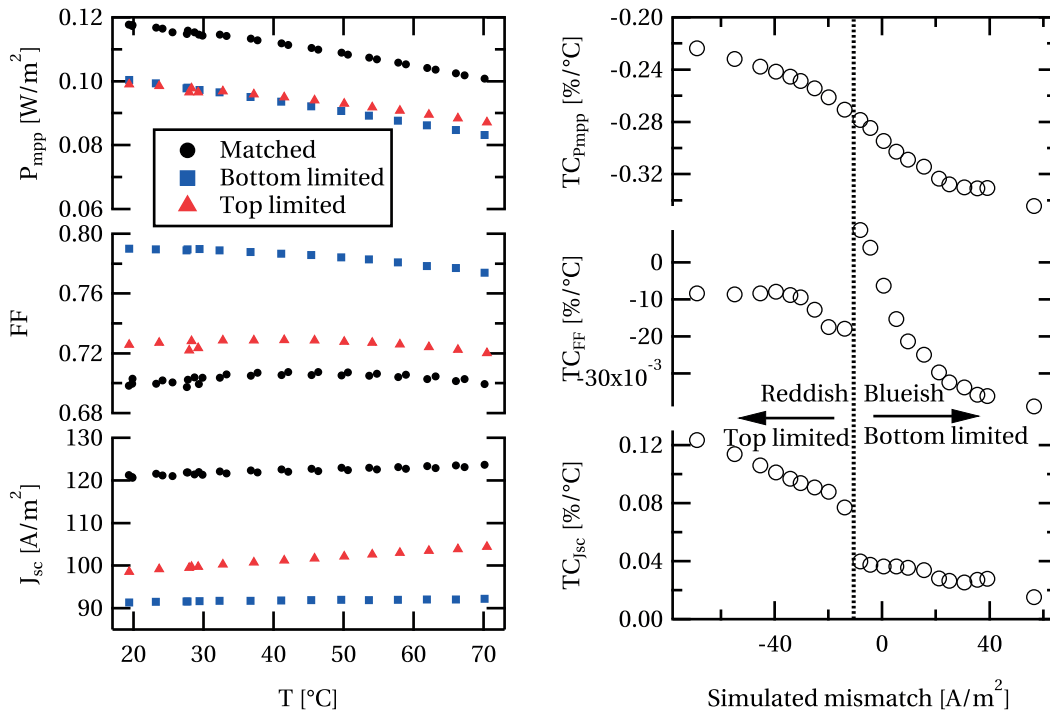 0.12
0.10
0.08
0.06
P_mpp [W/m²]
Matched
Bottom limited
Top limited
0.80
0.76
0.72
0.68
FF
130
120
110
100
90
J_sc [A/m²]
20 30 40 50 60 70
T [°C]
-0.20
-0.24
-0.28
-0.32
TC_Pmpp [%/°C]
0
-10
-20
-30x10⁻³
TC_FF [%/°C]
Reddish Blueish
Top limited Bottom limited
0.12
0.08
0.04
0.00
TC_Jsc [%/°C]
-40 0 40
Simulated mismatch [A/m²]